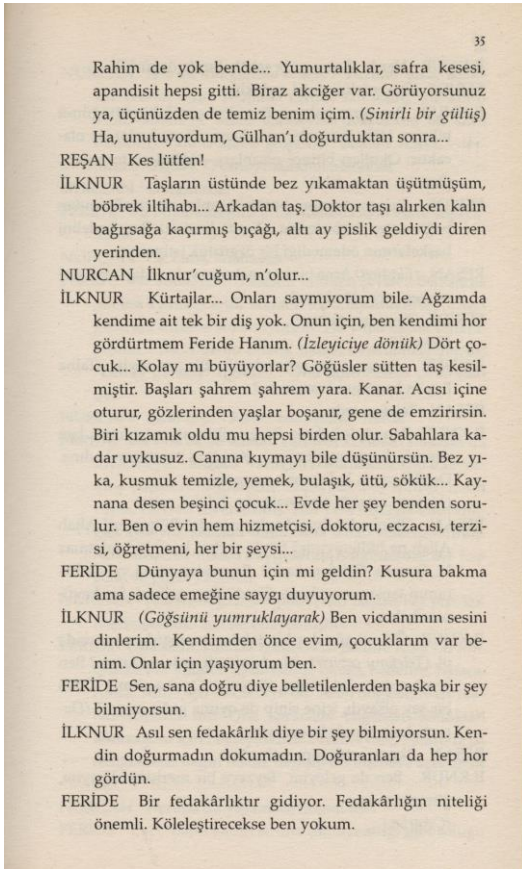 35
Rahim de yok bende... Yumurtalıklar, safra kesesi,
apandisit hepsi gitti. Biraz akciğer var. Görüyorsunuz
ya, üçünüzden de temiz benim içim. (Sinirli bir gülüş)
Ha, unutuyordum, Gülhan'ı doğurduktan sonra...
REŞAN Kes lütfen!
İLKNUR Taşların üstünde bez yıkamaktan üşütmüşüm,
böbrek iltihabı... Arkadan taş. Doktor taşı alırken kalın
bağırsağa kaçırmış bıçağı, altı ay pislik geldiydi diren
yerinden.
NURCAN İlknur'cuğum, n'olur...
İLKNUR Kürtajlar... Onları saymıyorum bile. Ağzımda
kendime ait tek bir diş yok. Onun için, ben kendimi hor
gördürtmem Feride Hanım. (İzleyiciye dönük) Dört ço-
cuk... Kolay mı büyüyorlar? Göğüsler sütten taş kesil-
miştir. Başları şahrem şahrem yara. Kanar. Acısı içine
oturur, gözlerinden yaşlar boşanır, gene de emzirirsin.
Biri kızamık oldu mu hepsi birden olur. Sabahlara ka-
dar uykusuz. Canına kıymayı bile düşünürsün. Bez yı-
ka, kusmuk temizle, yemek, bulaşık, ütü, sökük... Kay-
nana desen beşinci çocuk... Evde her şey benden soru-
lur. Ben o evin hem hizmetçisi, doktoru, eczacısı, terzi-
si, öğretmeni, her bir şeysi...
FERİDE Dünyaya bunun için mi geldin? Kusura bakma
ama sadece emeğine saygı duyuyorum.
İLKNUR (Göğsünü yumruklayarak) Ben vicdanımın sesini
dinlerim. Kendimden önce evim, çocuklarım var be-
nim. Onlar için yaşıyorum ben.
FERİDE Sen, sana doğru diye belletilenlerden başka bir şey
bilmiyorsun.
İLKNUR Asıl sen fedakârlık diye bir şey bilmiyorsun. Ken-
din doğurmadın dokumadın. Doğuranları da hep hor
gördün.
FERİDE Bir fedakârlıktır gidiyor. Fedakârlığın niteliği
önemli. Köleleştirecekse ben yokum.